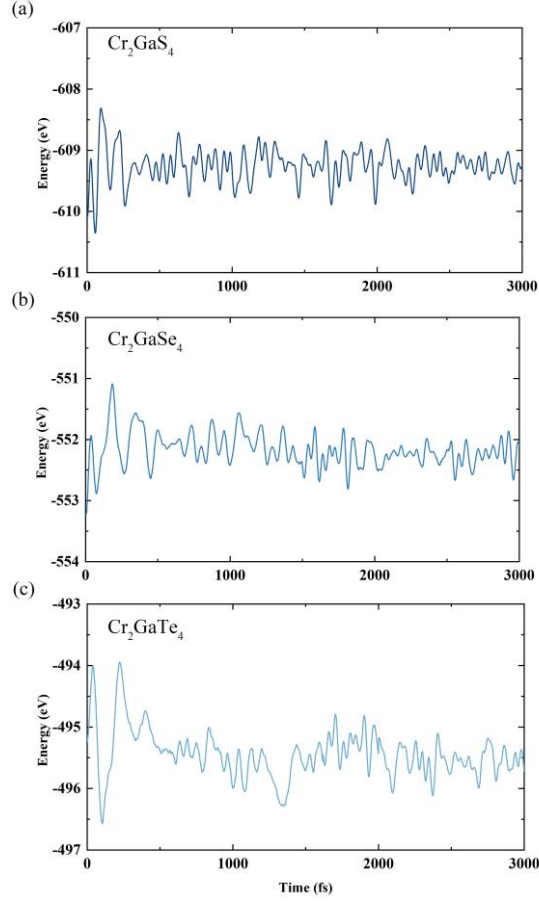 (a)
Cr₂GaS₄
Energy (eV)
-607
-608
-609
-610
-611
0 1000 2000 3000
(b)
Cr₂GaSe₄
Energy (eV)
-550
-551
-552
-553
-554
0 1000 2000 3000
(c)
Cr₂GaTe₄
Energy (eV)
-493
-494
-495
-496
-497
0 1000 2000 3000
Time (fs)